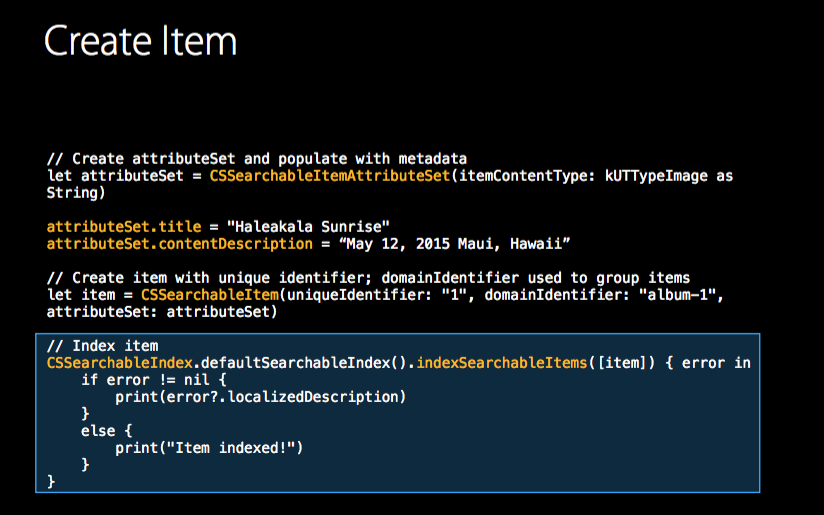 Create Item
// Create attributeSet and populate with metadata
let attributeSet = CSSearchableItemAttributeSet(itemContentType: kUTTypeImage as
String)
attributeSet.title = "Haleakala Sunrise"
attributeSet.contentDescription = “May 12, 2015 Maui, Hawaii”
// Create item with unique identifier; domainIdentifier used to group items
let item = CSSearchableItem(uniqueIdentifier: "1", domainIdentifier: "album-1",
attributeSet: attributeSet)
// Index item
CSSearchableIndex.defaultSearchableIndex().indexSearchableItems([item]) { error in
    if error != nil {
        print(error?.localizedDescription)
    }
    else {
        print("Item indexed!")
    }
}